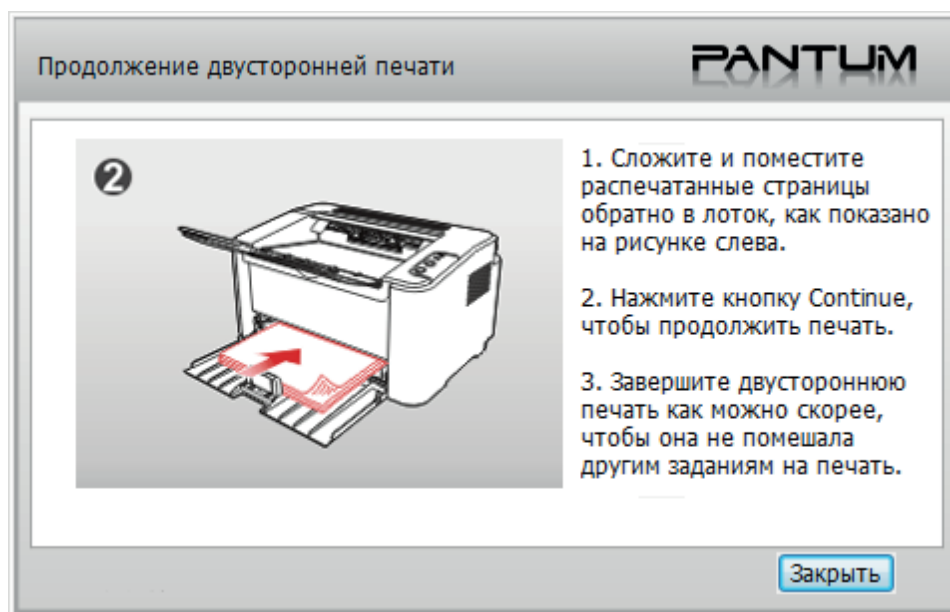 Продолжение двусторонней печати
PANTUM
2
1. Сложите и поместите
распечатанные страницы
обратно в лоток, как показано
на рисунке слева.
2. Нажмите кнопку Continue,
чтобы продолжить печать.
3. Завершите двустороннюю
печать как можно скорее,
чтобы она не помешала
другим заданиям на печать.
Закрыть